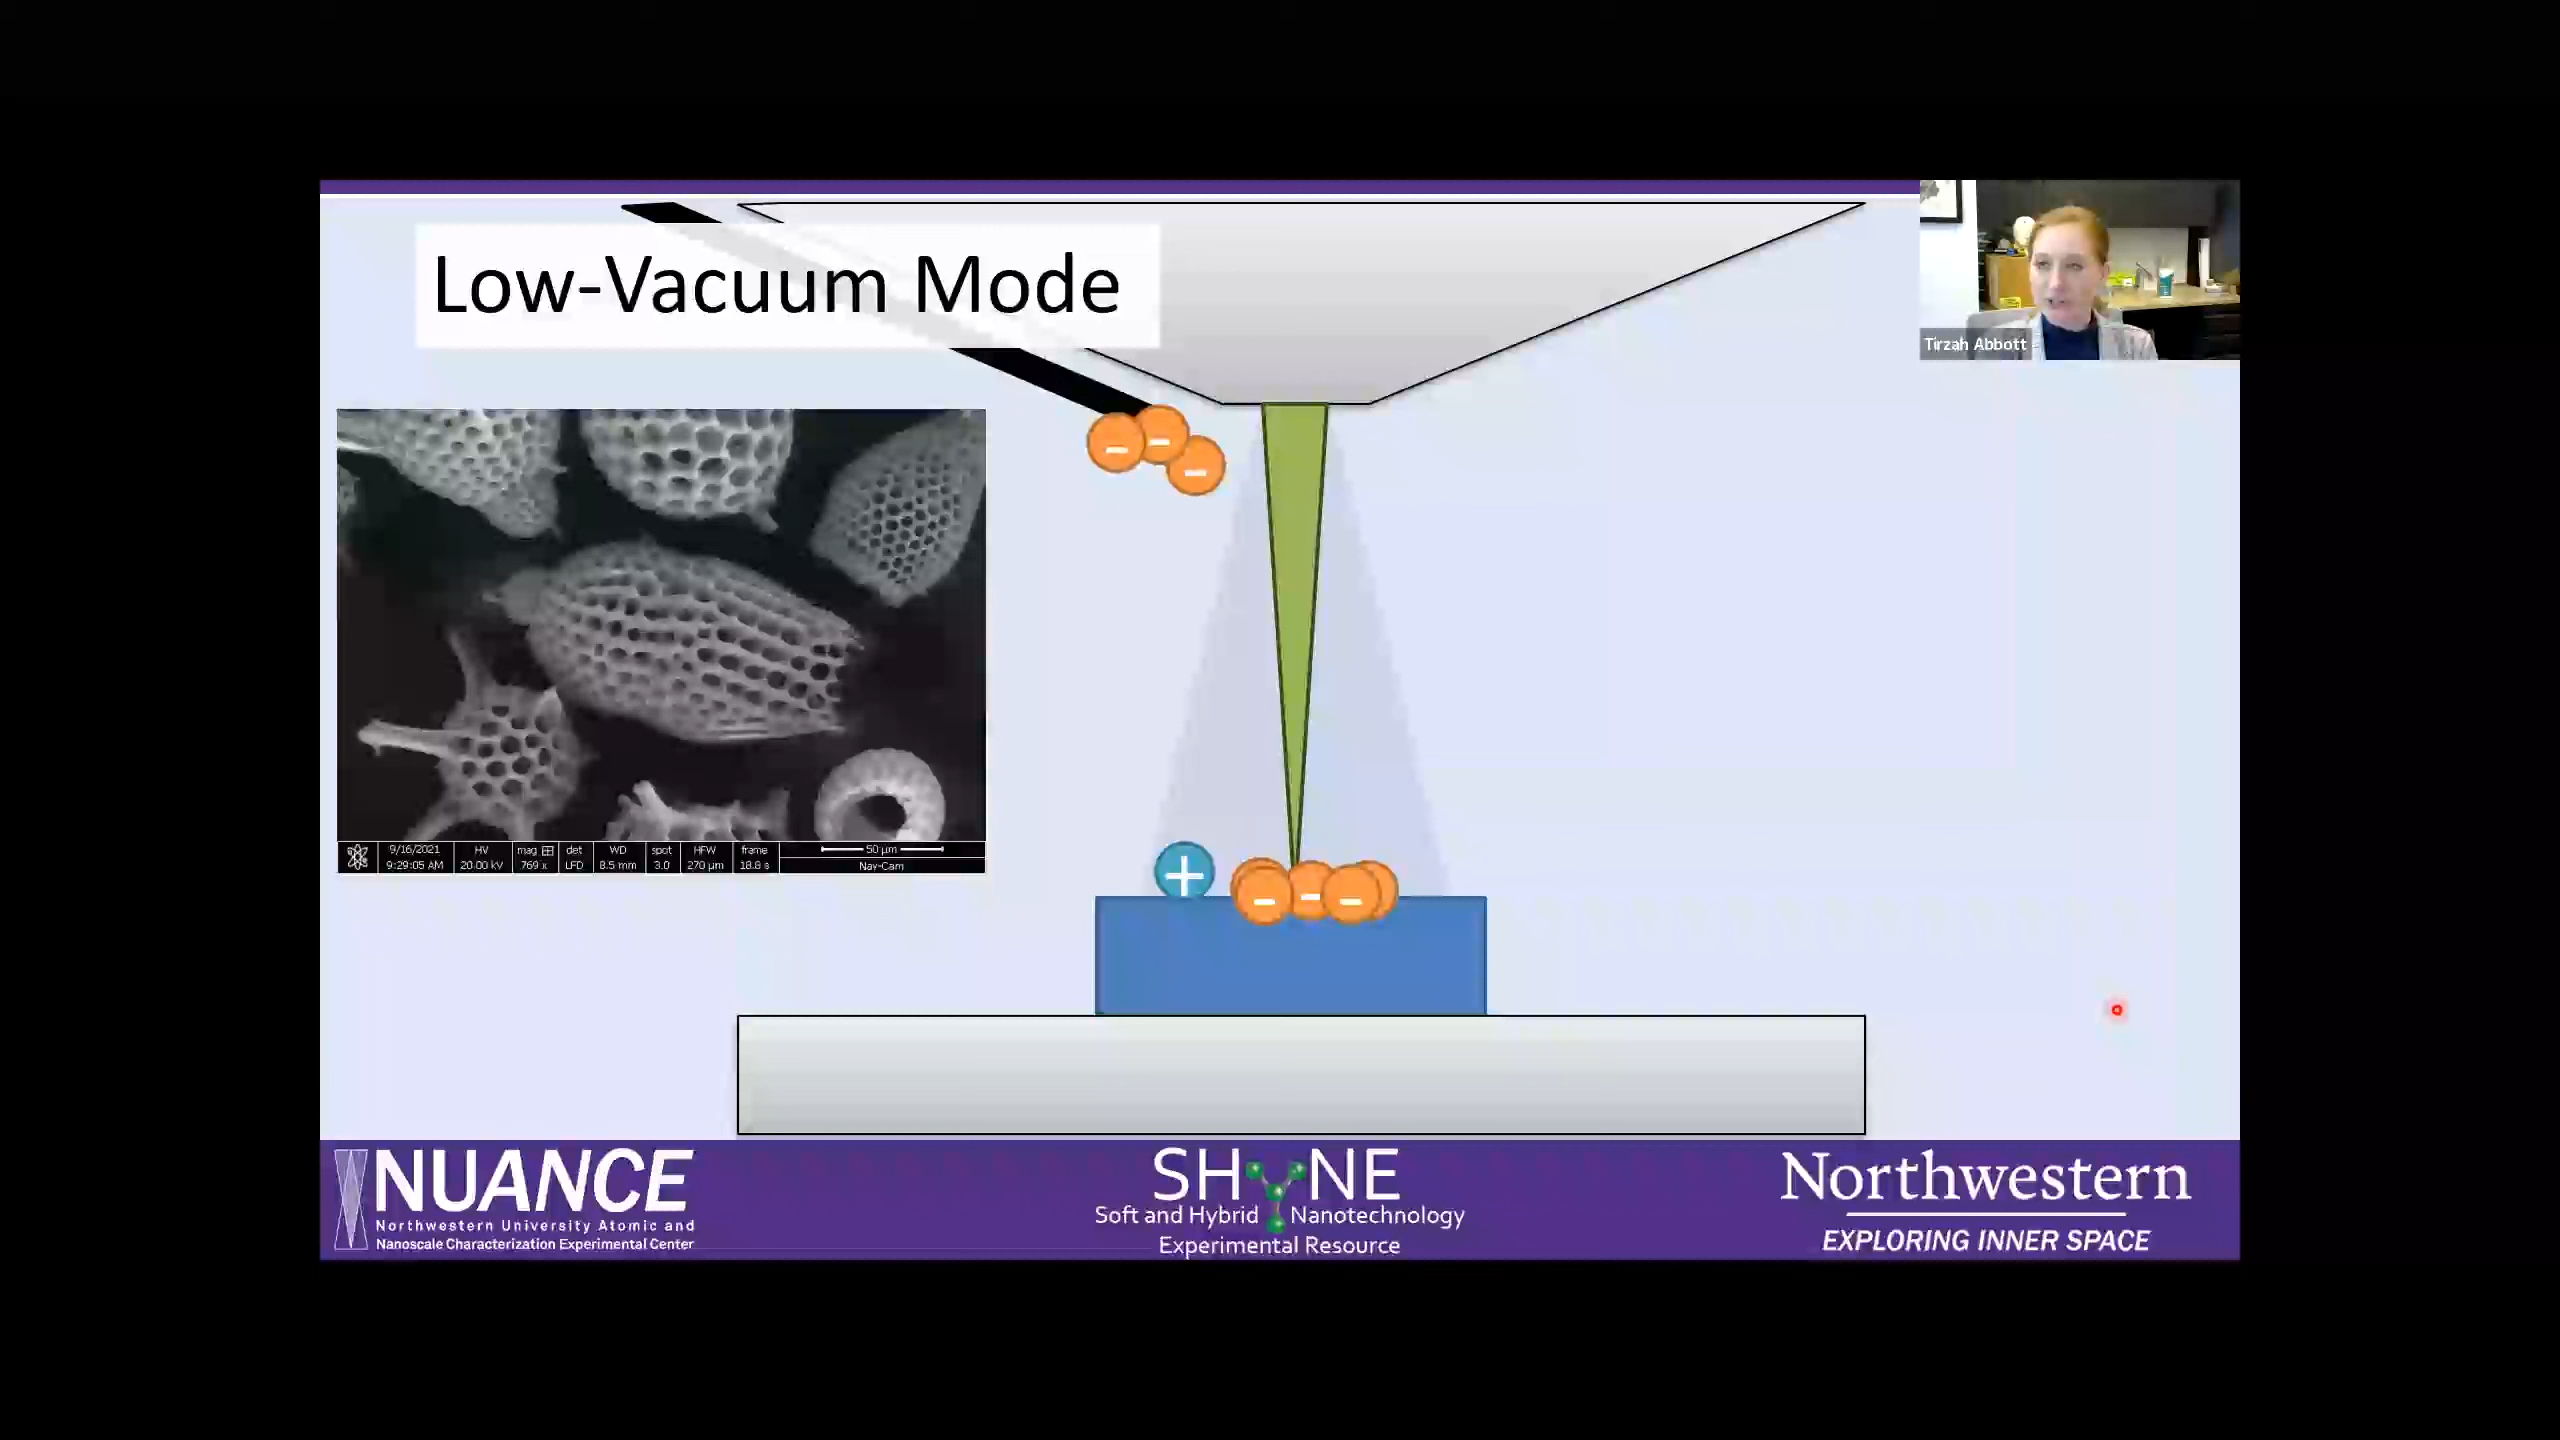 Low-Vacuum Mode
Tirzah Abbott
9/16/2021 HV mag det WD spot HFW frame 50 µm
9:29:05 AM 20.00 kV 769 x LFD 8.5 mm 3.0 270 µm 18.8 s Nav-Cam
NUANCE
Northwestern University Atomic and
Nanoscale Characterization Experimental Center
SHYNE
Soft and Hybrid Nanotechnology
Experimental Resource
Northwestern
EXPLORING INNER SPACE